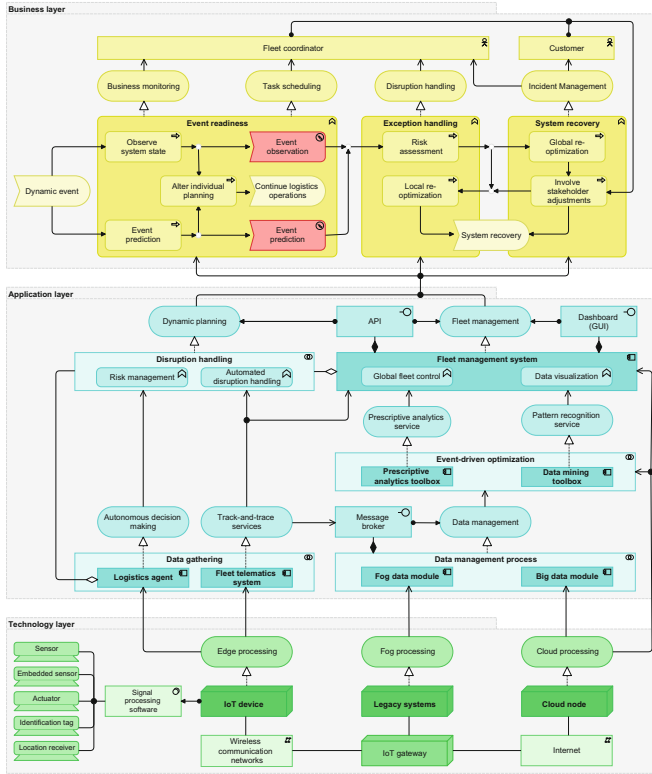 Business layer
Fleet coordinator
Customer
Business monitoring
Task scheduling
Disruption handling
Incident Management
Event readiness
Exception handling
System recovery
Observe
system state
Event
observation
Risk
assessment
Global re-
optimization
Dynamic event
Alter individual
planning
Continue logistics
operations
Local re-
optimization
Involve
stakeholder
adjustments
Event
prediction
Event
prediction
System recovery
Application layer
Dynamic planning
API
Fleet management
Dashboard
(GUI)
Disruption handling
Fleet management system
Risk management
Automated
disruption handling
Global fleet control
Data visualization
Prescriptive analytics
service
Pattern recognition
service
Event-driven optimization
Prescriptive
analytics toolbox
Data mining
toolbox
Autonomous decision
making
Track-and-trace
services
Message
broker
Data management
Data gathering
Data management process
Logistics agent
Fleet telematics
system
Fog data module
Big data module
Technology layer
Sensor
Embedded sensor
Actuator
Identification tag
Location receiver
Edge processing
Fog processing
Cloud processing
Signal
processing
software
IoT device
Legacy systems
Cloud node
Wireless
communication
networks
IoT gateway
Internet